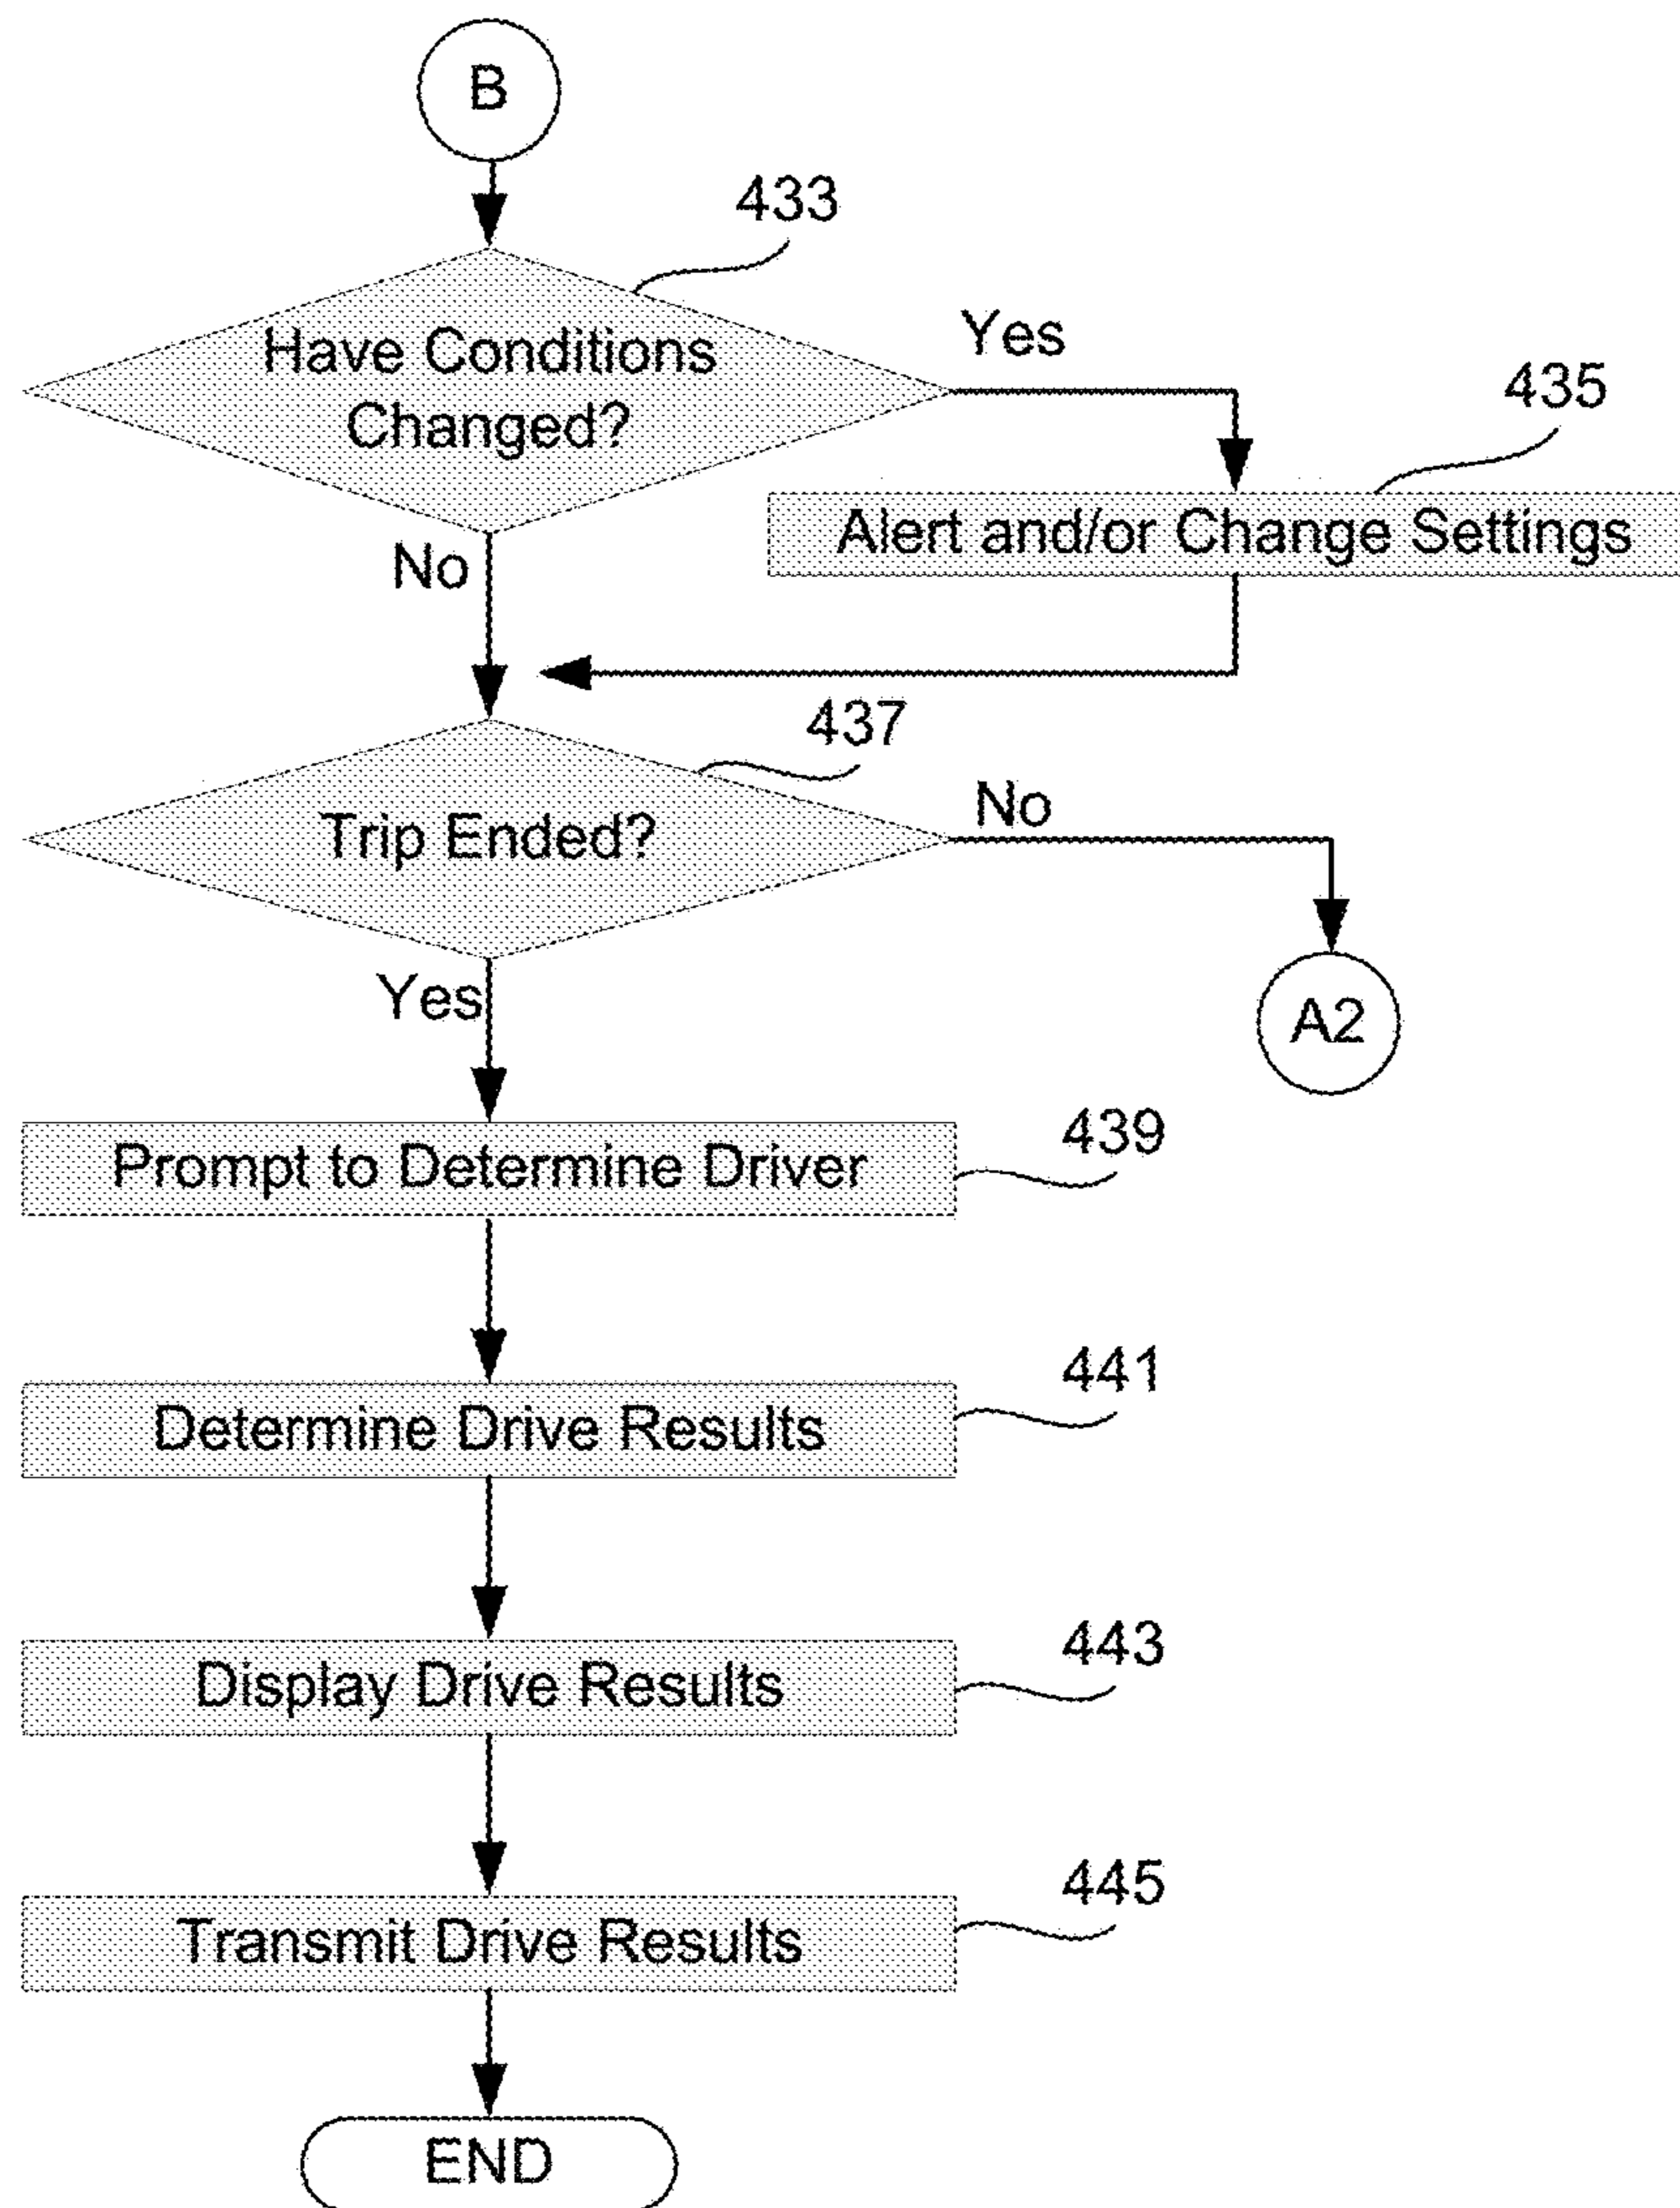 B
433
Have Conditions
Changed?
Yes
435
Alert and/or Change Settings
No
437
Trip Ended?
No
Yes
A2
439
Prompt to Determine Driver
441
Determine Drive Results
443
Display Drive Results
445
Transmit Drive Results
END